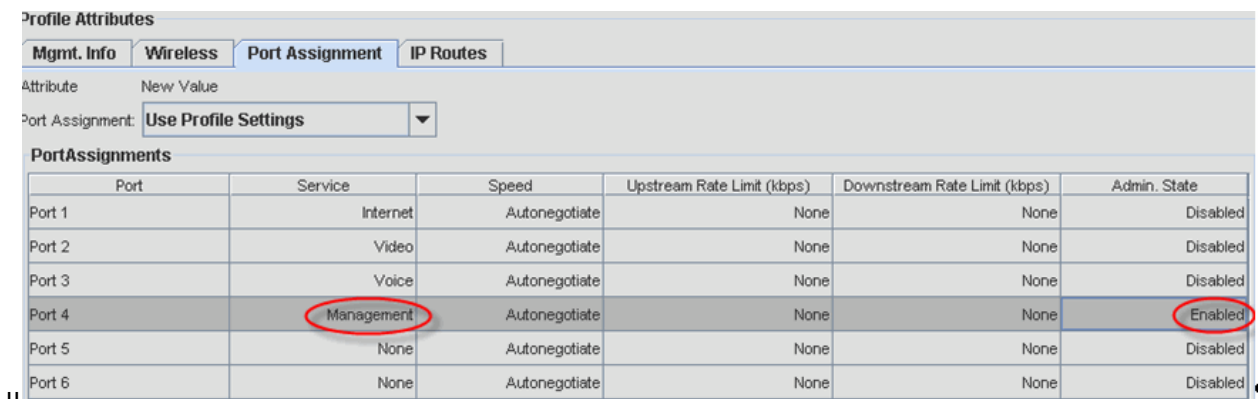 Profile Attributes
Mgmt. Info Wireless Port Assignment IP Routes
Attribute New Value
Port Assignment: Use Profile Settings
PortAssignments
Port Service Speed Upstream Rate Limit (kbps) Downstream Rate Limit (kbps) Admin. State
Port 1 Internet Autonegotiate None None Disabled
Port 2 Video Autonegotiate None None Disabled
Port 3 Voice Autonegotiate None None Disabled
Port 4 Management Autonegotiate None None Enabled
Port 5 None Autonegotiate None None Disabled
Port 6 None Autonegotiate None None Disabled